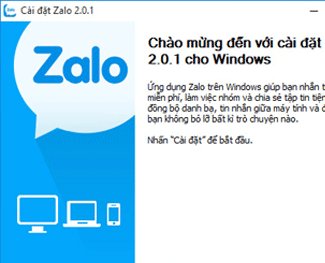 Cài đặt Zalo 2.0.1
Zalo
Chào mừng đến với cài đặt
2.0.1 cho Windows
Ứng dụng Zalo trên Windows giúp bạn nhắn t
miễn phí, làm việc nhóm và chia sẻ tập tin tiện
đồng bộ danh bạ, tin nhắn giữa máy tính và đ
bạn không bỏ lỡ bất kì trò chuyện nào.
Nhấn "Cài đặt" để bắt đầu.